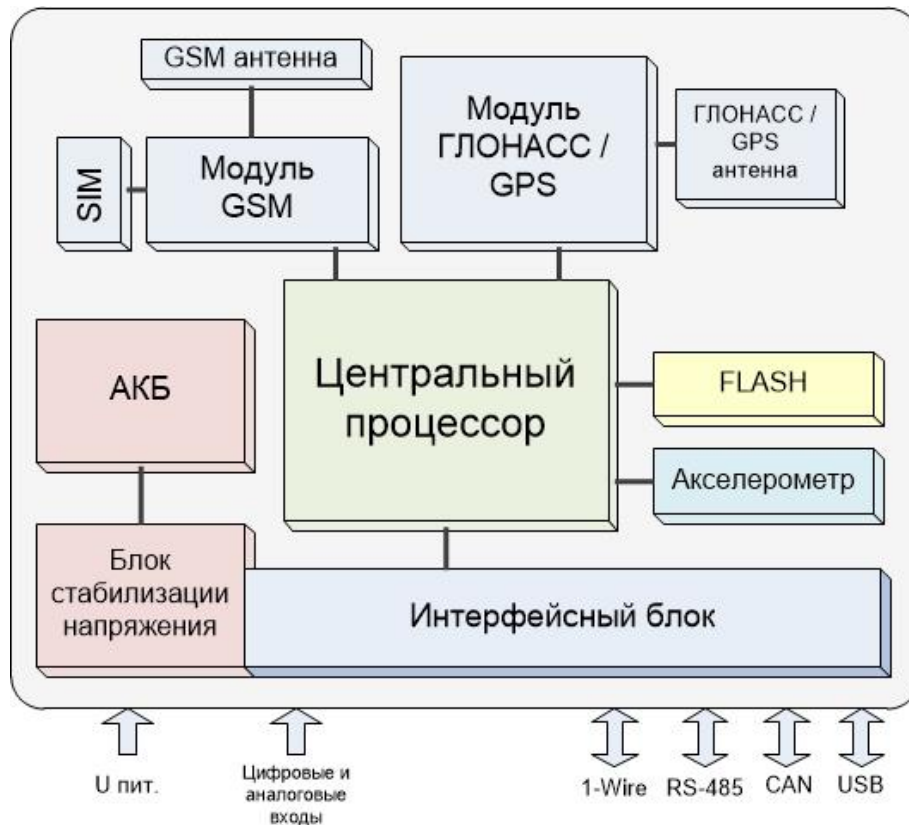 GSM антенна
Модуль
ГЛОНАСС /
GPS
ГЛОНАСС /
GPS
антенна
SIM
Модуль
GSM
Центральный
процессор
АКБ
FLASH
Акселерометр
Блок
стабилизации
напряжения
Интерфейсный блок
U пит.
Цифровые и
аналоговые
входы
1-Wire
RS-485
CAN
USB